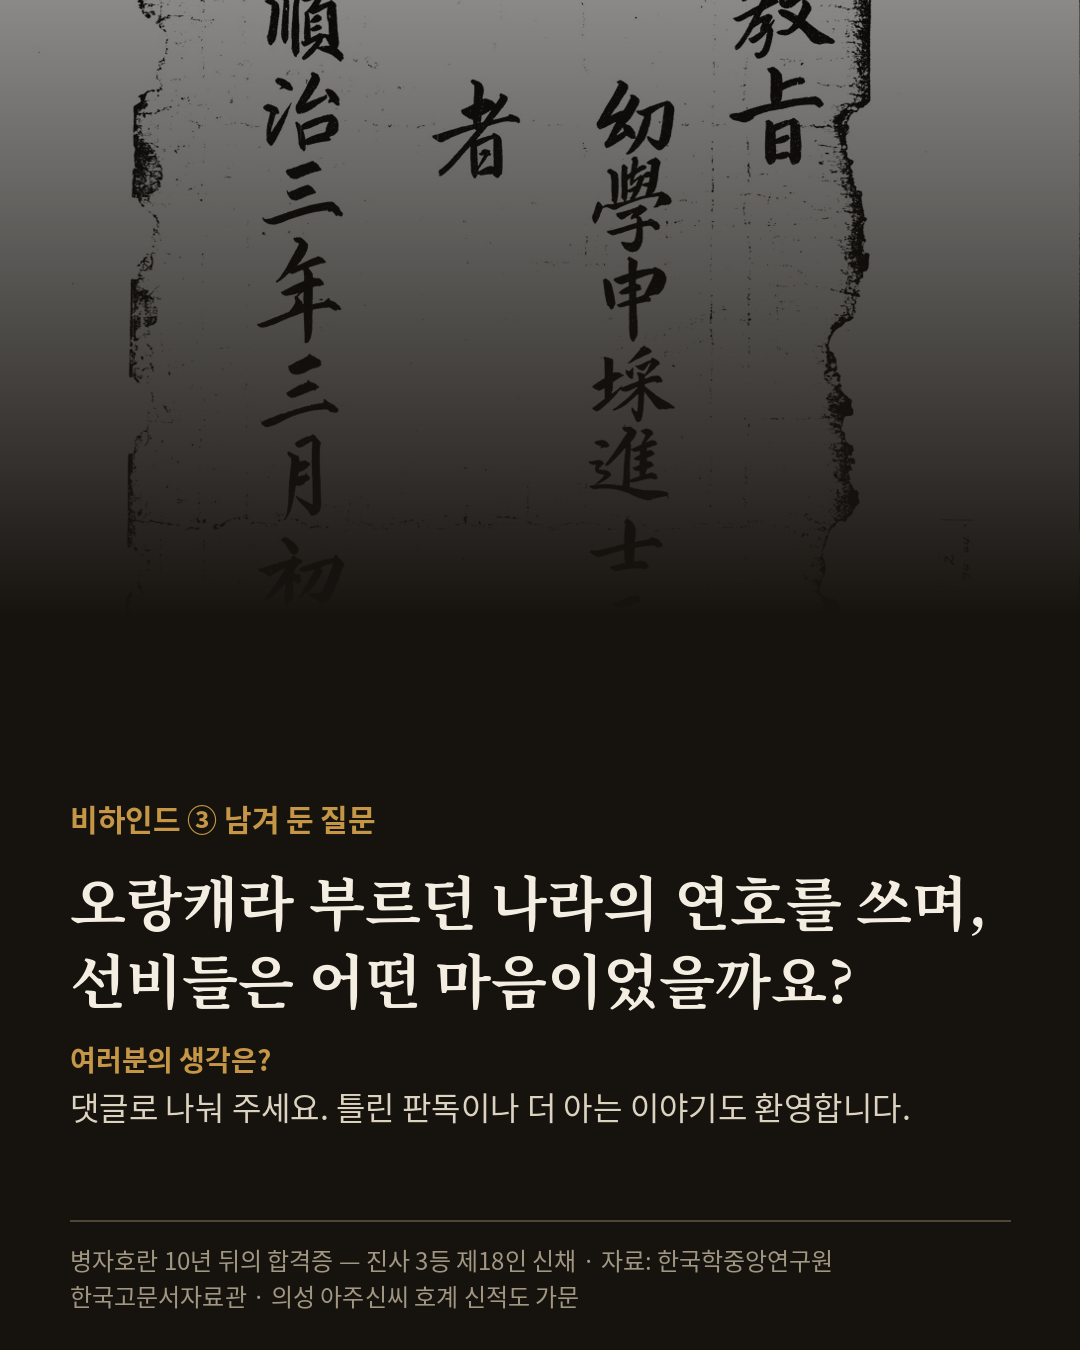 教旨
幼學申埰進士三
者
順治三年三月初
비하인드 ③ 남겨 둔 질문
오랑캐라 부르던 나라의 연호를 쓰며,
선비들은 어떤 마음이었을까요?
여러분의 생각은?
댓글로 나눠 주세요. 틀린 판독이나 더 아는 이야기도 환영합니다.
병자호란 10년 뒤의 합격증 — 진사 3등 제18인 신채 · 자료: 한국학중앙연구원
한국고문서자료관 · 의성 아주신씨 호계 신적도 가문